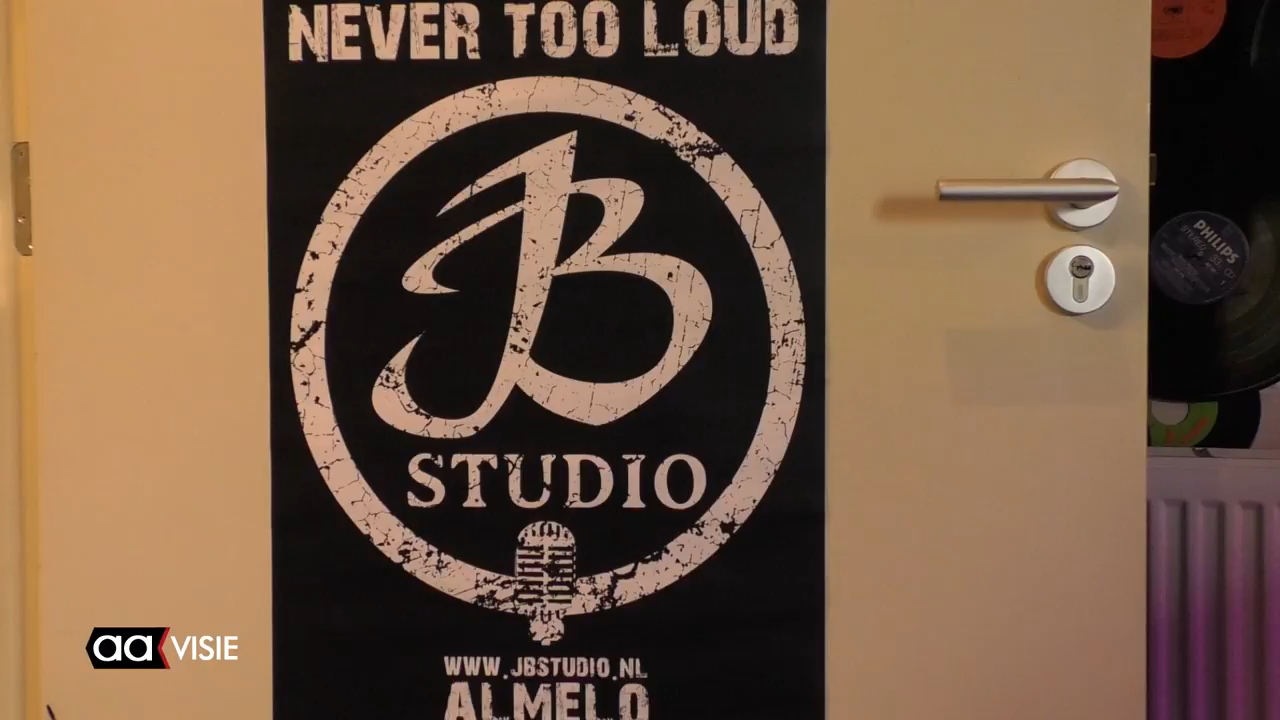 NEVER TOO LOUD
JB
STUDIO
WWW.JBSTUDIO.NL
ALMELO
PHILIPS
aa VISIE